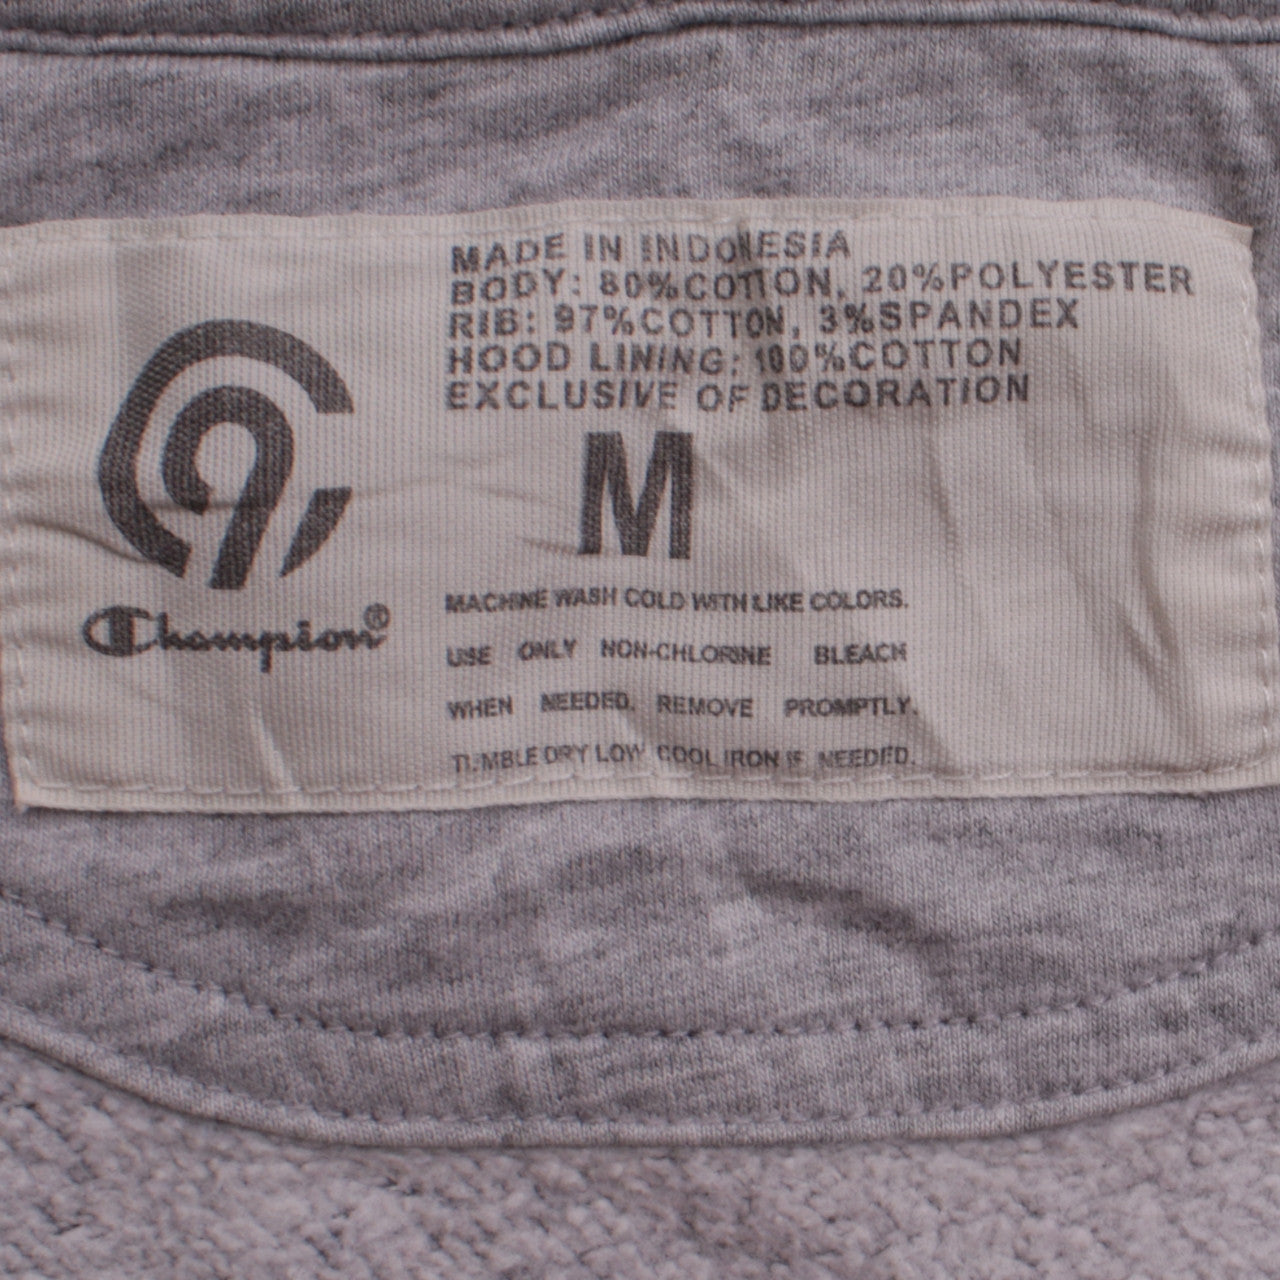 MADE IN INDONESIA
BODY: 80%COTTON, 20%POLYESTER
RIB: 97%COTTON, 3%SPANDEX
HOOD LINING: 100%COTTON
EXCLUSIVE OF DECORATION
M
C9
Champion®
MACHINE WASH COLD WITH LIKE COLORS.
USE ONLY NON-CHLORINE BLEACH
WHEN NEEDED. REMOVE PROMPTLY.
TUMBLE DRY LOW COOL IRON IF NEEDED.